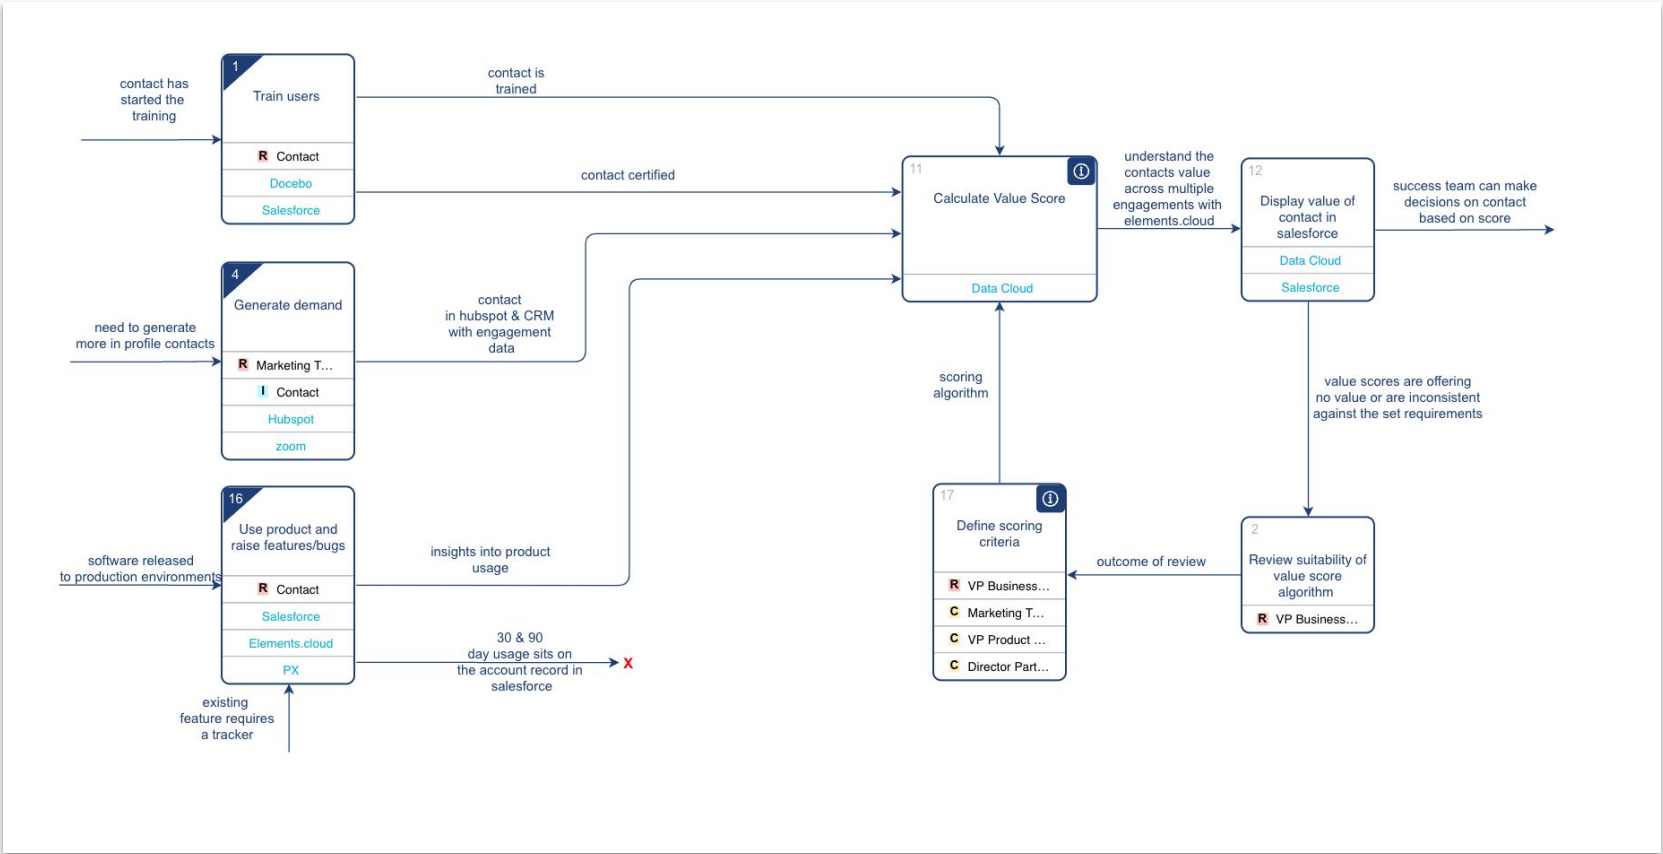 contact has
started the
training
1
Train users
R Contact
Docebo
Salesforce
contact is
trained
contact certified
need to generate
more in profile contacts
4
Generate demand
R Marketing T...
I Contact
Hubspot
zoom
contact
in hubspot & CRM
with engagement
data
software released
to production environments
16
Use product and
raise features/bugs
R Contact
Salesforce
Elements.cloud
PX
existing
feature requires
a tracker
insights into product
usage
30 & 90
day usage sits on
the account record in
salesforce
X
11
Calculate Value Score
Data Cloud
understand the
contacts value
across multiple
engagements with
elements.cloud
12
Display value of
contact in
salesforce
Data Cloud
Salesforce
success team can make
decisions on contact
based on score
value scores are offering
no value or are inconsistent
against the set requirements
2
Review suitability of
value score
algorithm
R VP Business...
outcome of review
17
Define scoring
criteria
R VP Business...
C Marketing T...
C VP Product ...
C Director Part...
scoring
algorithm